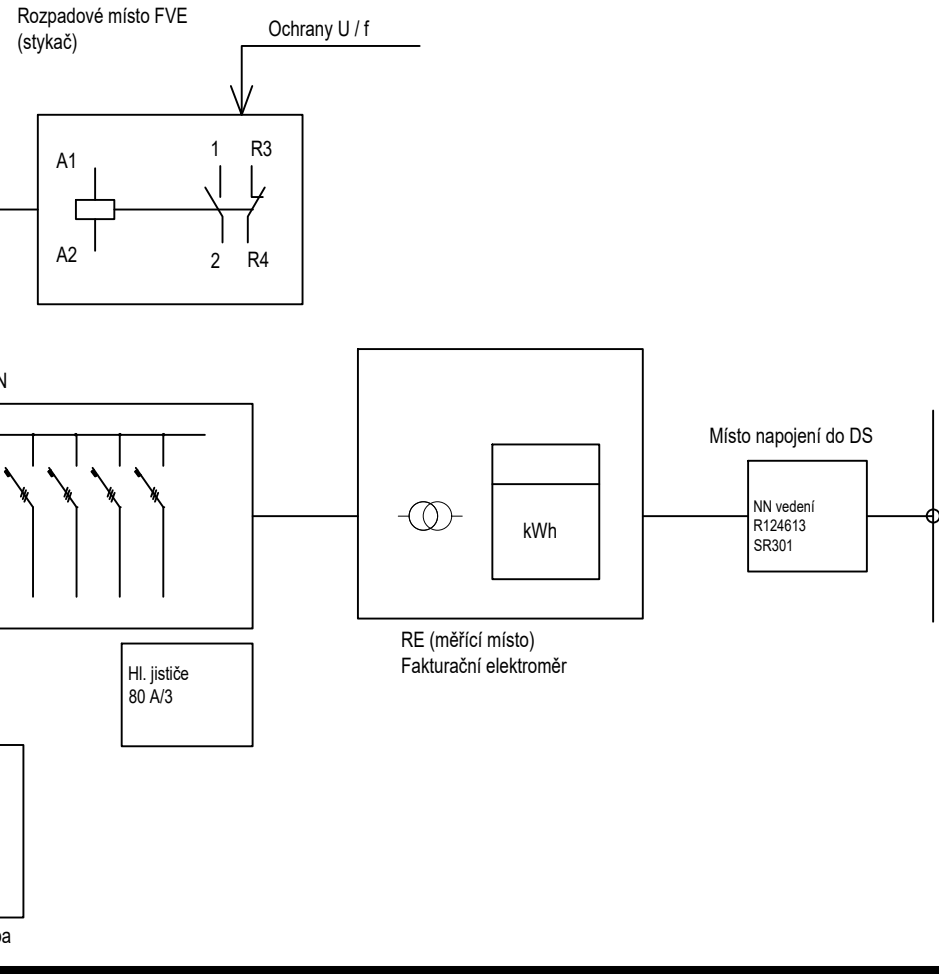 Rozpadové místo FVE
(stykač)
Ochrany U / f
A1
1
R3
A2
2
R4
N
Místo napojení do DS
NN vedení
R124613
SR301
kWh
RE (měřící místo)
Fakturační elektroměr
Hl. jističe
80 A/3